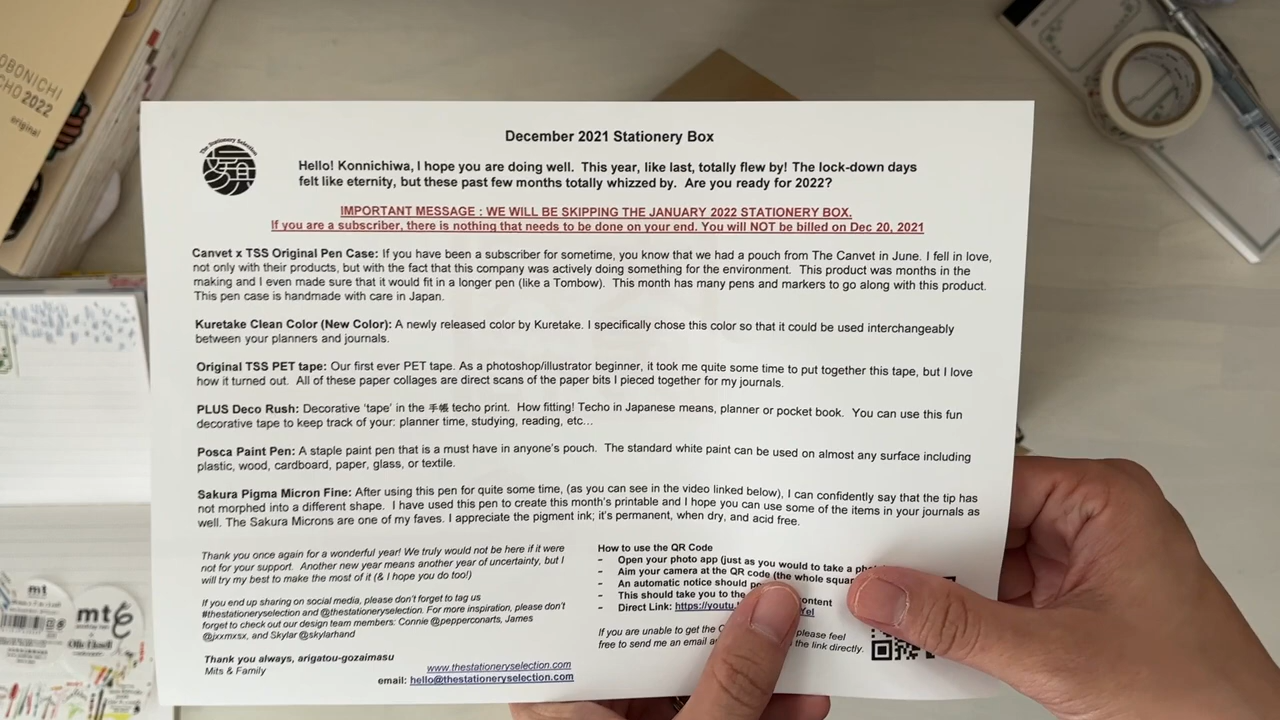 OBONICHI
CHO 2022
original
December 2021 Stationery Box
The Stationery Selection
Hello! Konnichiwa, I hope you are doing well. This year, like last, totally flew by! The lock-down days
felt like eternity, but these past few months totally whizzed by. Are you ready for 2022?
IMPORTANT MESSAGE : WE WILL BE SKIPPING THE JANUARY 2022 STATIONERY BOX.
If you are a subscriber, there is nothing that needs to be done on your end. You will NOT be billed on Dec 20, 2021
Canvet x TSS Original Pen Case: If you have been a subscriber for sometime, you know that we had a pouch from The Canvet in June. I fell in love,
not only with their products, but with the fact that this company was actively doing something for the environment. This product was months in the
making and I even made sure that it would fit in a longer pen (like a Tombow). This month has many pens and markers to go along with this product.
This pen case is handmade with care in Japan.
Kuretake Clean Color (New Color): A newly released color by Kuretake. I specifically chose this color so that it could be used interchangeably
between your planners and journals.
Original TSS PET tape: Our first ever PET tape. As a photoshop/illustrator beginner, it took me quite some time to put together this tape, but I love
how it turned out. All of these paper collages are direct scans of the paper bits I pieced together for my journals.
PLUS Deco Rush: Decorative ‘tape’ in the 手帳 techo print. How fitting! Techo in Japanese means, planner or pocket book. You can use this fun
decorative tape to keep track of your: planner time, studying, reading, etc…
Posca Paint Pen: A staple paint pen that is a must have in anyone’s pouch. The standard white paint can be used on almost any surface including
plastic, wood, cardboard, paper, glass, or textile.
Sakura Pigma Micron Fine: After using this pen for quite some time, (as you can see in the video linked below), I can confidently say that the tip has
not morphed into a different shape. I have used this pen to create this month’s printable and I hope you can use some of the items in your journals as
well. The Sakura Microns are one of my faves. I appreciate the pigment ink; it’s permanent, when dry, and acid free.
Thank you once again for a wonderful year! We truly would not be here if it were
not for your support. Another new year means another year of uncertainty, but I
will try my best to make the most of it (& I hope you do too!)
If you end up sharing on social media, please don’t forget to tag us
#thestationeryselection and @thestationeryselection. For more inspiration, please don’t
forget to check out our design team members: Connie @pepperconarts, James
@jxxmxsx, and Skylar @skylarhand
Thank you always, arigatou-gozaimasu
Mits & Family
www.thestationeryselection.com
email: hello@thestationeryselection.com
How to use the QR Code
- Open your photo app (just as you would to take a
- Aim your camera at the QR code (the whole
- An automatic notice should
- This should take you to the
- Direct Link: https://youtu.
If you are unable to get the please feel
free to send me an email the link directly.
mt
mt